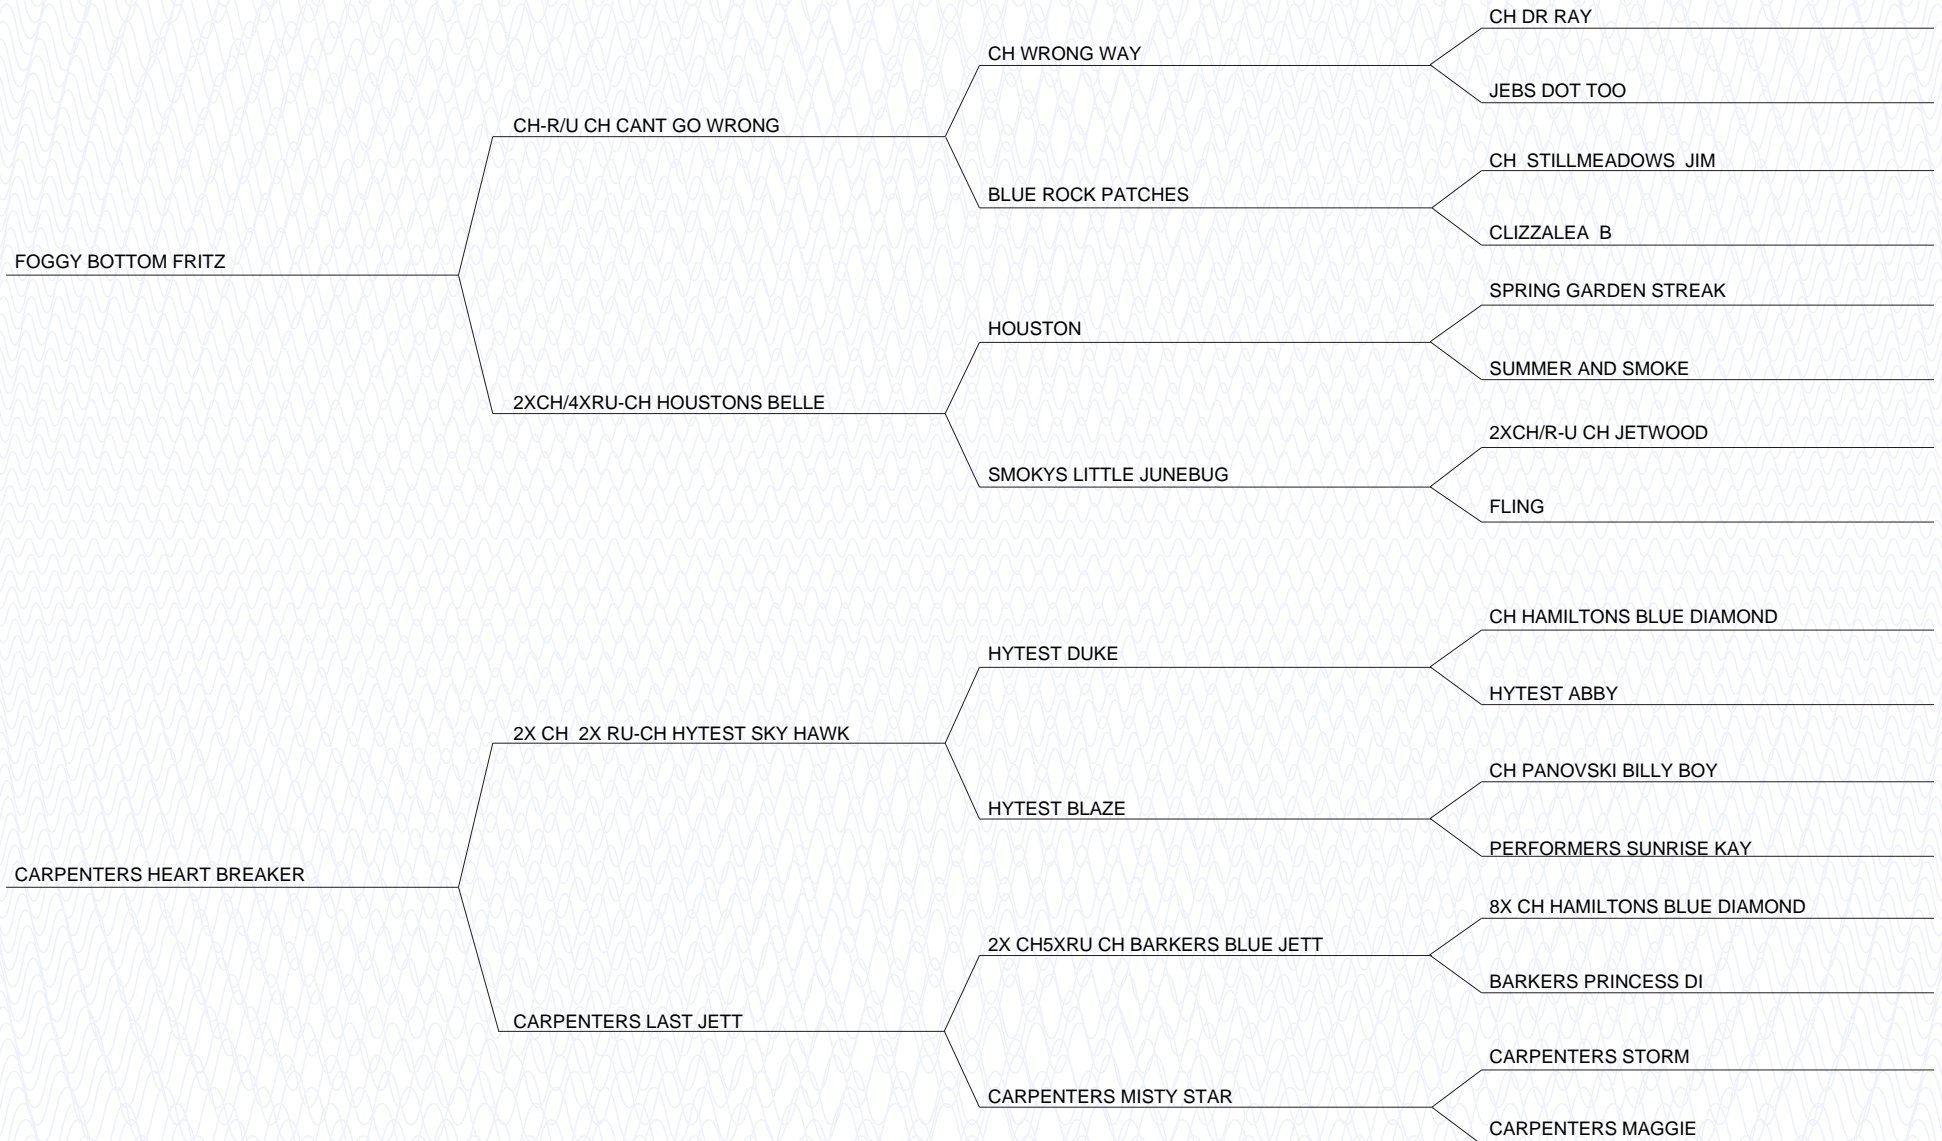 CH DR RAY
CH WRONG WAY
JEBS DOT TOO
CH-R/U CH CANT GO WRONG
CH  STILLMEADOWS  JIM
BLUE ROCK PATCHES
CLIZZALEA  B
FOGGY BOTTOM FRITZ
SPRING GARDEN STREAK
HOUSTON
SUMMER AND SMOKE
2XCH/4XRU-CH HOUSTONS BELLE
2XCH/R-U CH JETWOOD
SMOKYS LITTLE JUNEBUG
FLING
CH HAMILTONS BLUE DIAMOND
HYTEST DUKE
HYTEST ABBY
2X CH  2X RU-CH HYTEST SKY HAWK
CH PANOVSKI BILLY BOY
HYTEST BLAZE
PERFORMERS SUNRISE KAY
CARPENTERS HEART BREAKER
8X CH HAMILTONS BLUE DIAMOND
2X CH5XRU CH BARKERS BLUE JETT
BARKERS PRINCESS DI
CARPENTERS LAST JETT
CARPENTERS STORM
CARPENTERS MISTY STAR
CARPENTERS MAGGIE